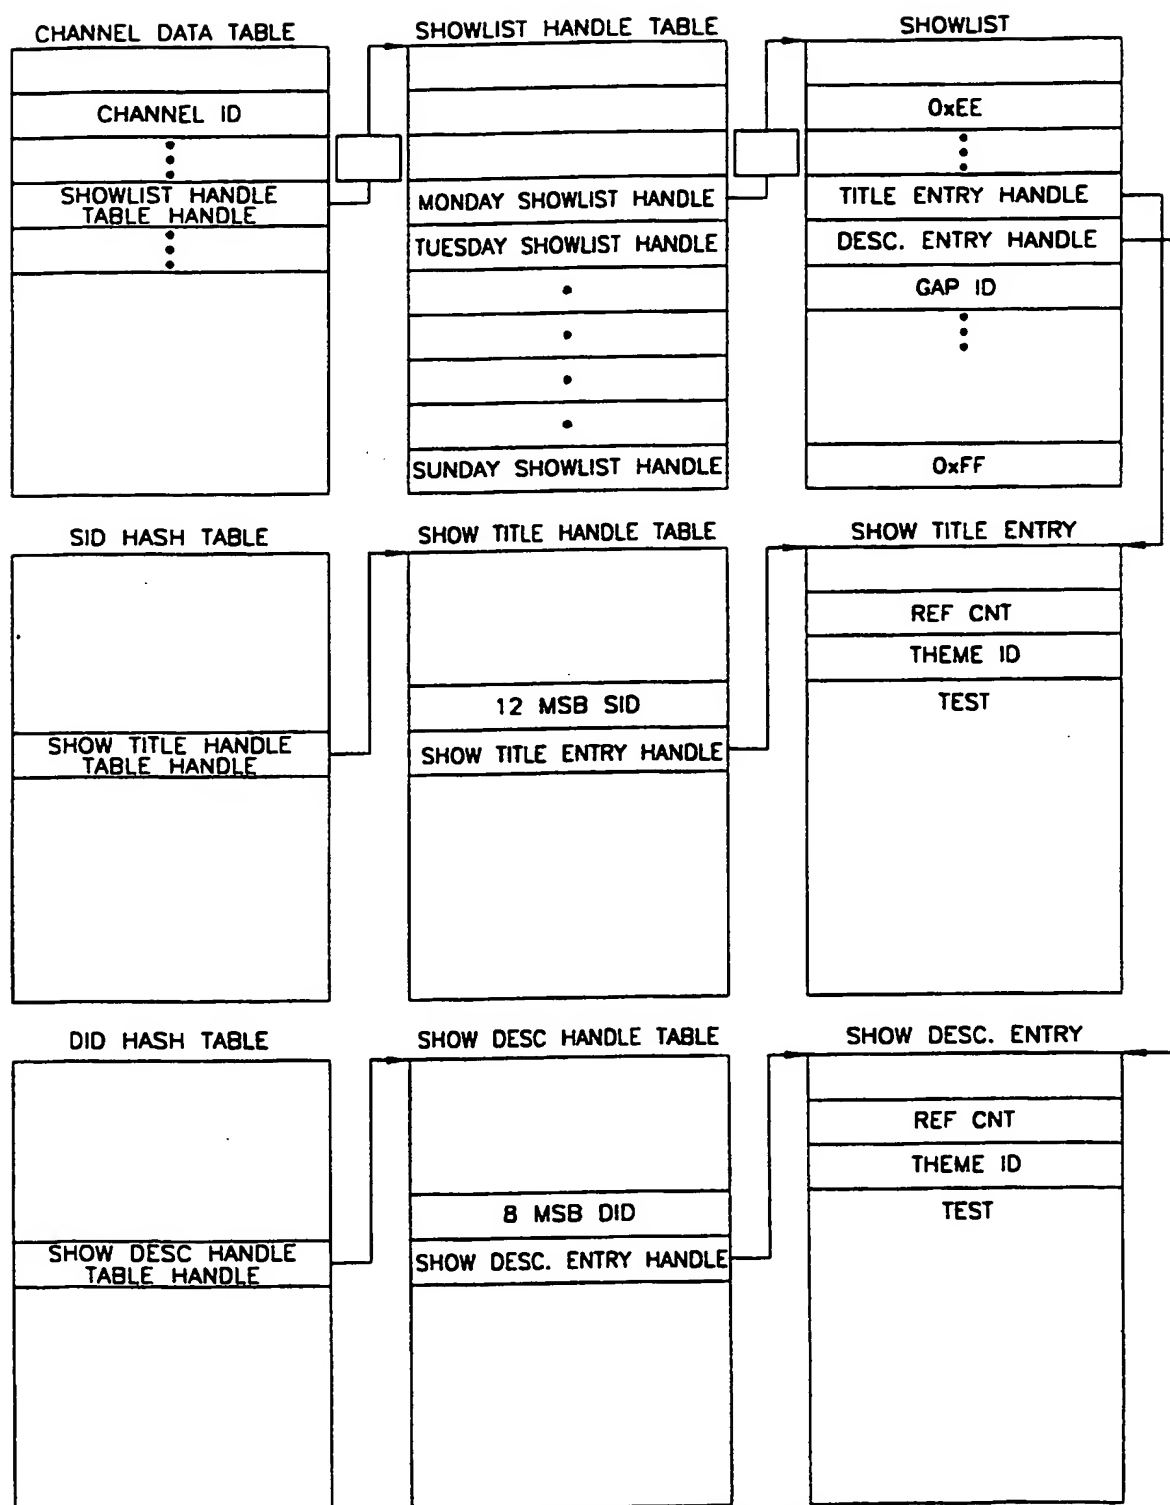 CHANNEL DATA TABLE
CHANNEL ID
SHOWLIST HANDLE
TABLE HANDLE
SHOWLIST HANDLE TABLE
MONDAY SHOWLIST HANDLE
TUESDAY SHOWLIST HANDLE
SUNDAY SHOWLIST HANDLE
SHOWLIST
0xEE
TITLE ENTRY HANDLE
DESC. ENTRY HANDLE
GAP ID
0xFF
SID HASH TABLE
SHOW TITLE HANDLE
TABLE HANDLE
SHOW TITLE HANDLE TABLE
12 MSB SID
SHOW TITLE ENTRY HANDLE
SHOW TITLE ENTRY
REF CNT
THEME ID
TEST
DID HASH TABLE
SHOW DESC HANDLE
TABLE HANDLE
SHOW DESC HANDLE TABLE
8 MSB DID
SHOW DESC. ENTRY HANDLE
SHOW DESC. ENTRY
REF CNT
THEME ID
TEST